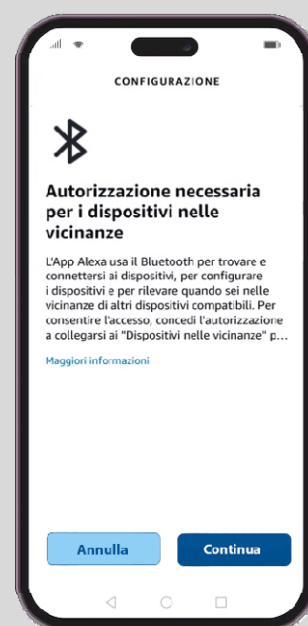 CONFIGURAZIONE
Autorizzazione necessaria
per i dispositivi nelle
vicinanze
L'App Alexa usa il Bluetooth per trovare e
connettersi ai dispositivi, per configurare
i dispositivi e per rilevare quando sei nelle
vicinanze di altri dispositivi compatibili. Per
consentire l'accesso, concedi l'autorizzazione
a collegarsi ai "Dispositivi nelle vicinanze" p...
Maggiori informazioni
Annulla
Continua